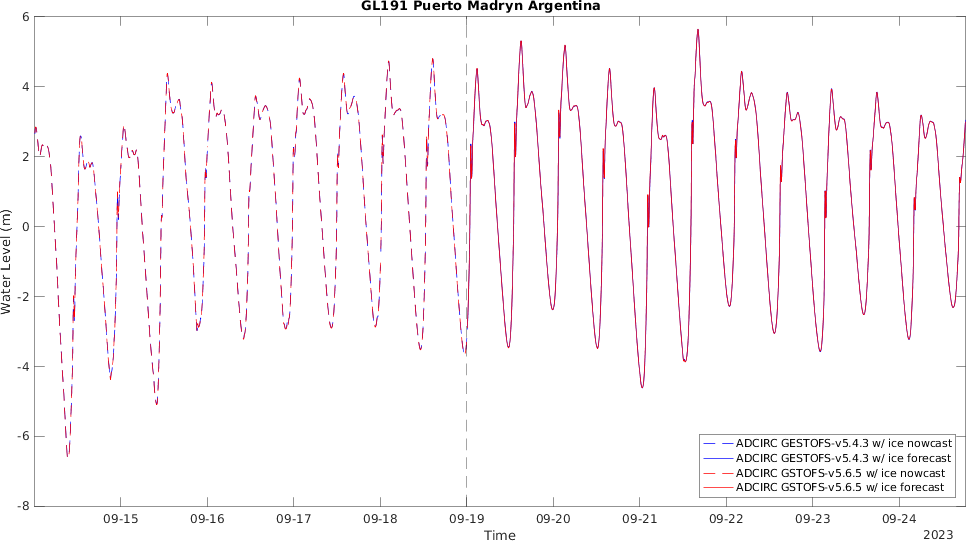 GL191 Puerto Madryn Argentina
6
4
2
0
-2
-4
-6
-8
Water Level (m)
ADCIRC GESTOFS-v5.4.3 w/ ice nowcast
ADCIRC GESTOFS-v5.4.3 w/ ice forecast
ADCIRC GSTOFS-v5.6.5 w/ ice nowcast
ADCIRC GSTOFS-v5.6.5 w/ ice forecast
09-15 09-16 09-17 09-18 09-19 09-20 09-21 09-22 09-23 09-24
Time
2023